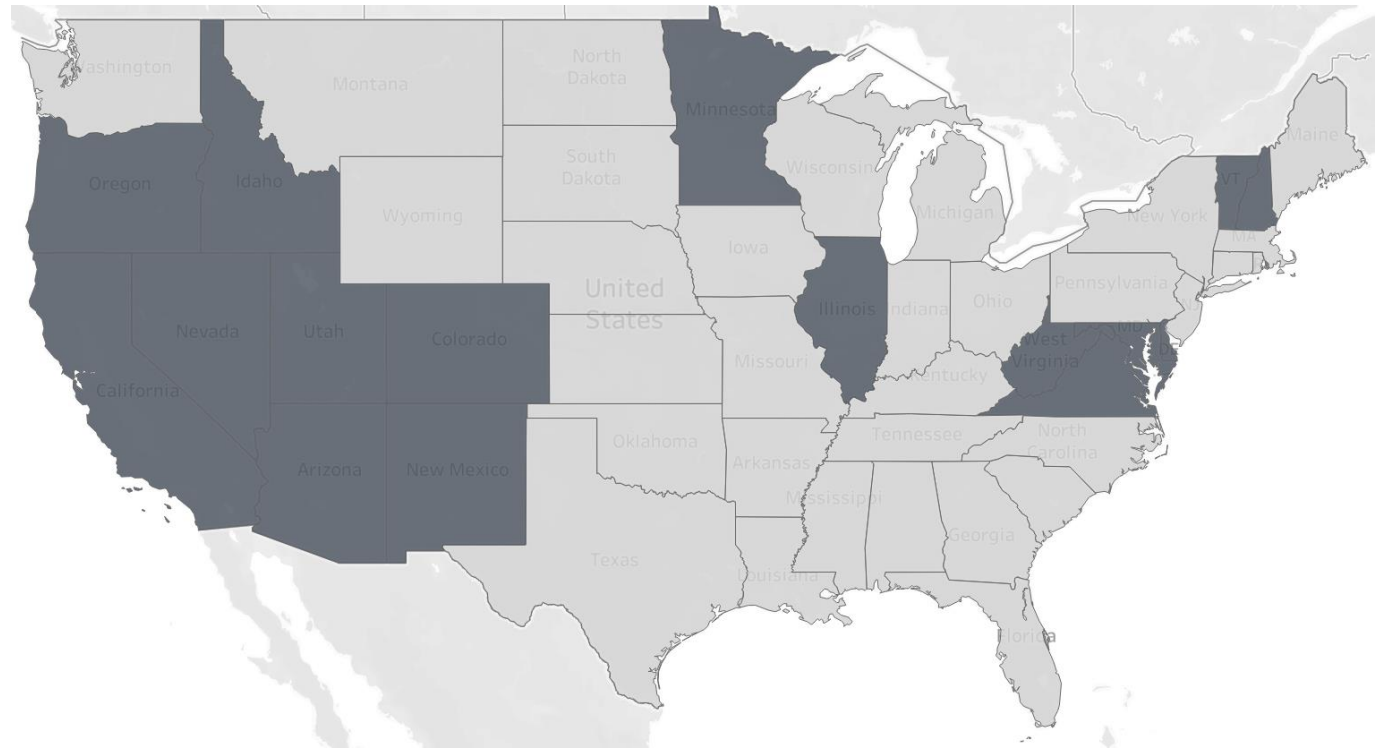 Washington
Montana
North
Dakota
Minnesota
Maine
VT
Oregon
Idaho
South
Dakota
Wisconsin
Wyoming
Michigan
New York
MA
Iowa
United
States
Pennsylvania
Nevada
Utah
Colorado
Illinois
Indiana
Ohio
NJ
MD
DE
West
Virginia
Missouri
Kentucky
California
Arizona
New Mexico
Oklahoma
Arkansas
Tennessee
North
Carolina
Mississippi
Georgia
Texas
Louisiana
Florida